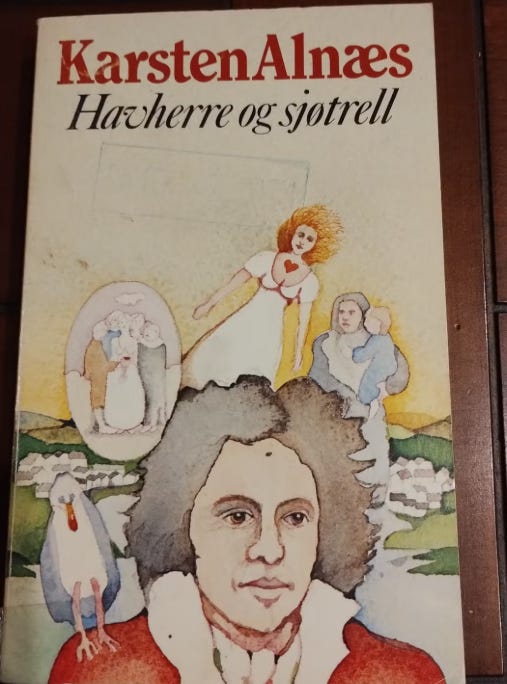 Karsten Alnæs
Havherre og sjøtrell